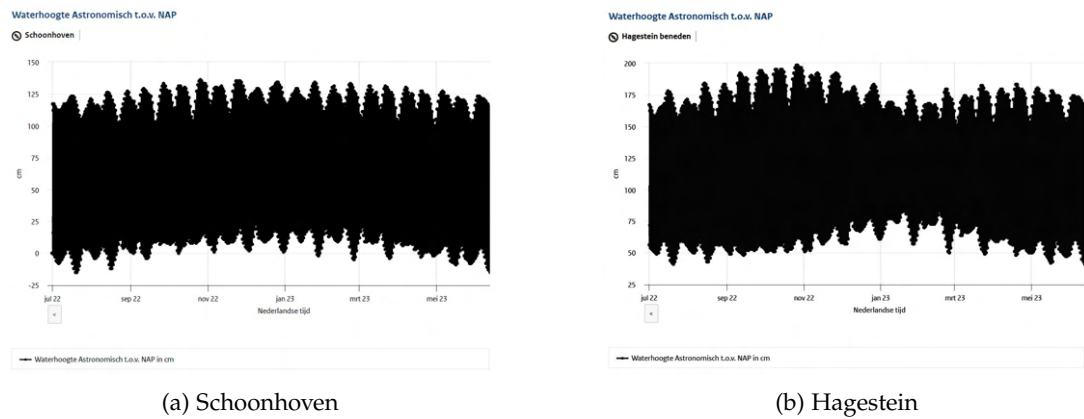 Waterhoogte Astronomisch t.o.v. NAP
Schoonhoven
150
125
100
75
50
25
0
-25
cm
jul 22 sep 22 nov 22 jan 23 mrt 23 mei 23
Nederlandse tijd
<
Waterhoogte Astronomisch t.o.v. NAP in cm
(a) Schoonhoven
Waterhoogte Astronomisch t.o.v. NAP
Hagestein beneden
200
175
150
125
100
75
50
25
cm
jul 22 sep 22 nov 22 jan 23 mrt 23 mei 23
Nederlandse tijd
<
Waterhoogte Astronomisch t.o.v. NAP in cm
(b) Hagestein